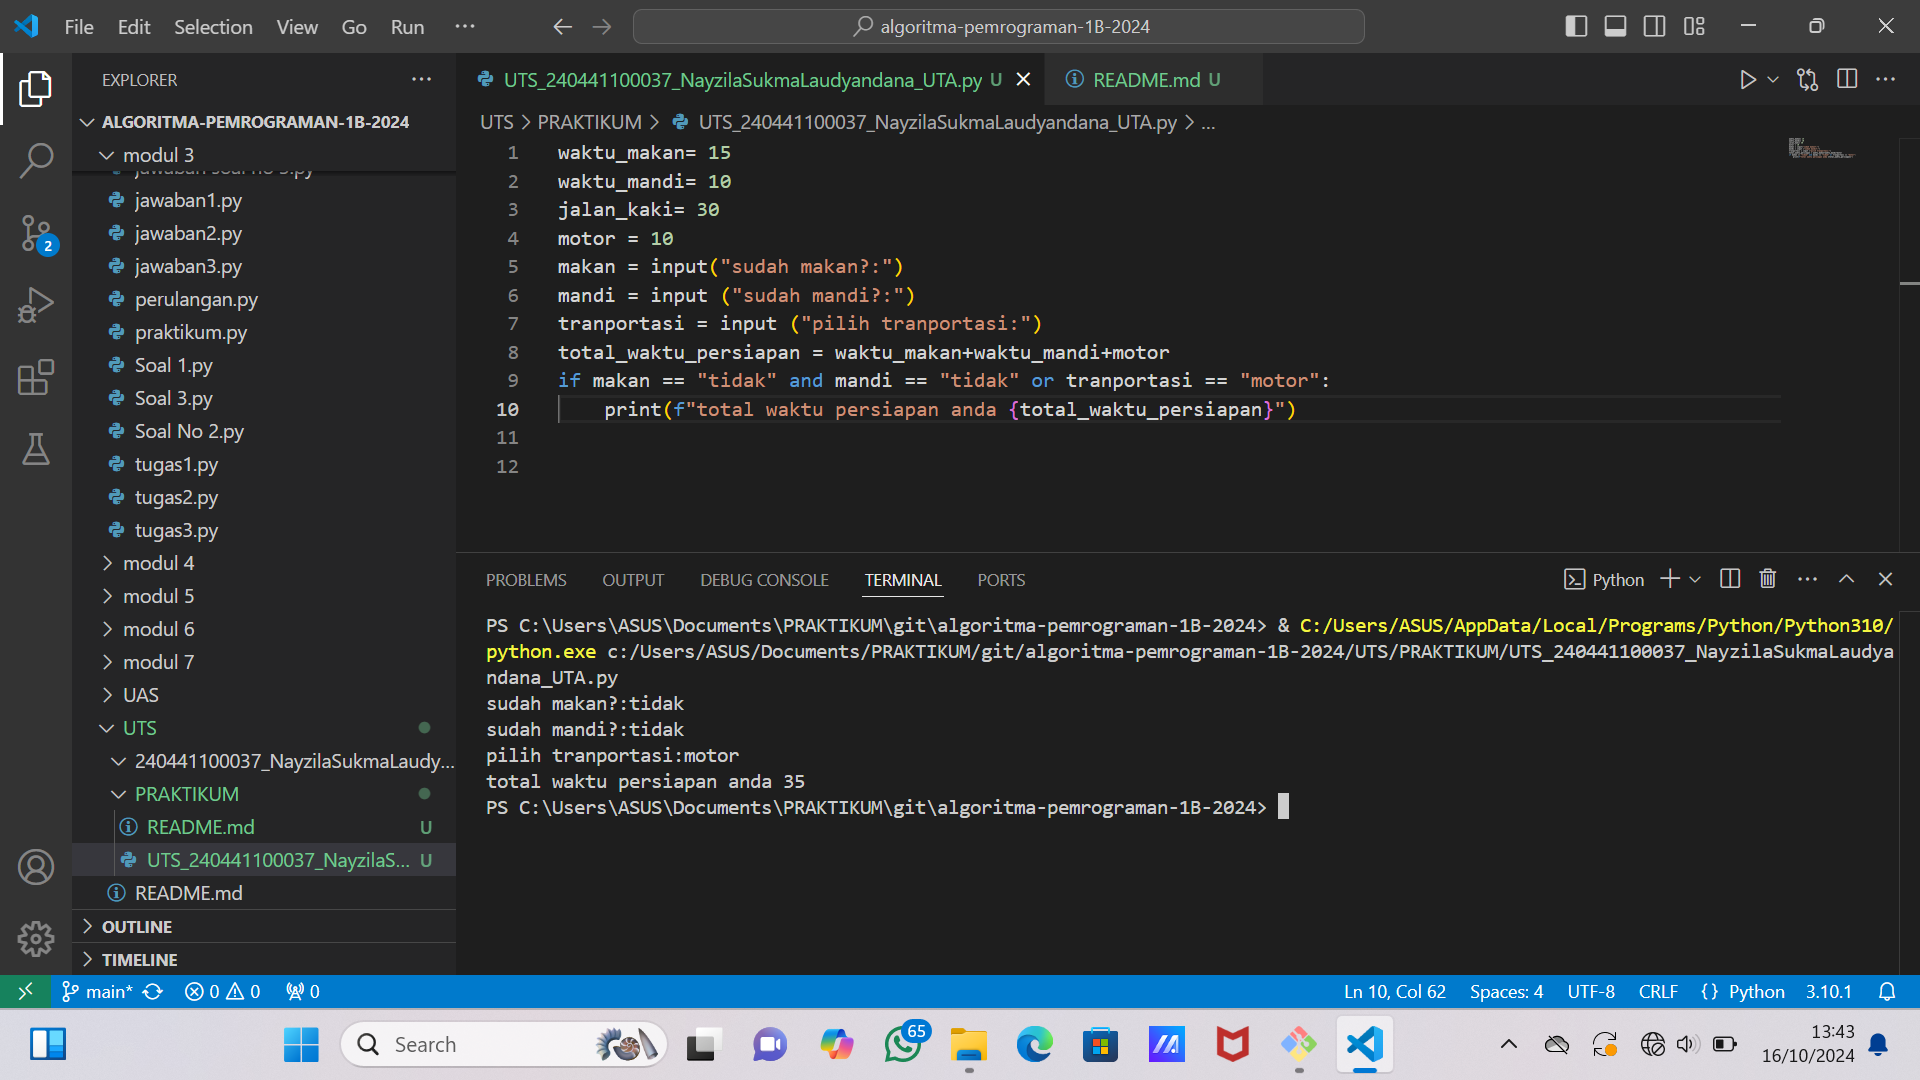 File Edit Selection View Go Run ...
algoritma-pemrograman-1B-2024
EXPLORER
ALGORITMA-PEMROGRAMAN-1B-2024
modul 3
jawaban soal no 3.py
jawaban1.py
jawaban2.py
jawaban3.py
perulangan.py
praktikum.py
Soal 1.py
Soal 3.py
Soal No 2.py
tugas1.py
tugas2.py
tugas3.py
modul 4
modul 5
modul 6
modul 7
UAS
UTS
240441100037_NayzilaSukmaLaudy...
PRAKTIKUM
README.md U
UTS_240441100037_NayzilaS... U
README.md
OUTLINE
TIMELINE
2
UTS_240441100037_NayzilaSukmaLaudyandana_UTA.py U
README.md U
UTS > PRAKTIKUM > UTS_240441100037_NayzilaSukmaLaudyandana_UTA.py > ...
1 waktu_makan= 15
2 waktu_mandi= 10
3 jalan_kaki= 30
4 motor = 10
5 makan = input("sudah makan?:")
6 mandi = input ("sudah mandi?:")
7 tranportasi = input ("pilih tranportasi:")
8 total_waktu_persiapan = waktu_makan+waktu_mandi+motor
9 if makan == "tidak" and mandi == "tidak" or tranportasi == "motor":
10 print(f"total waktu persiapan anda {total_waktu_persiapan}")
11
12
PROBLEMS OUTPUT DEBUG CONSOLE TERMINAL PORTS
Python
PS C:\Users\ASUS\Documents\PRAKTIKUM\git\algoritma-pemrograman-1B-2024> & C:/Users/ASUS/AppData/Local/Programs/Python/Python310/
python.exe c:/Users/ASUS/Documents/PRAKTIKUM/git/algoritma-pemrograman-1B-2024/UTS/PRAKTIKUM/UTS_240441100037_NayzilaSukmaLaudya
ndana_UTA.py
sudah makan?:tidak
sudah mandi?:tidak
pilih tranportasi:motor
total waktu persiapan anda 35
PS C:\Users\ASUS\Documents\PRAKTIKUM\git\algoritma-pemrograman-1B-2024>
main* 0 0 0
Ln 10, Col 62 Spaces: 4 UTF-8 CRLF {} Python 3.10.1
Search
65
13:43
16/10/2024